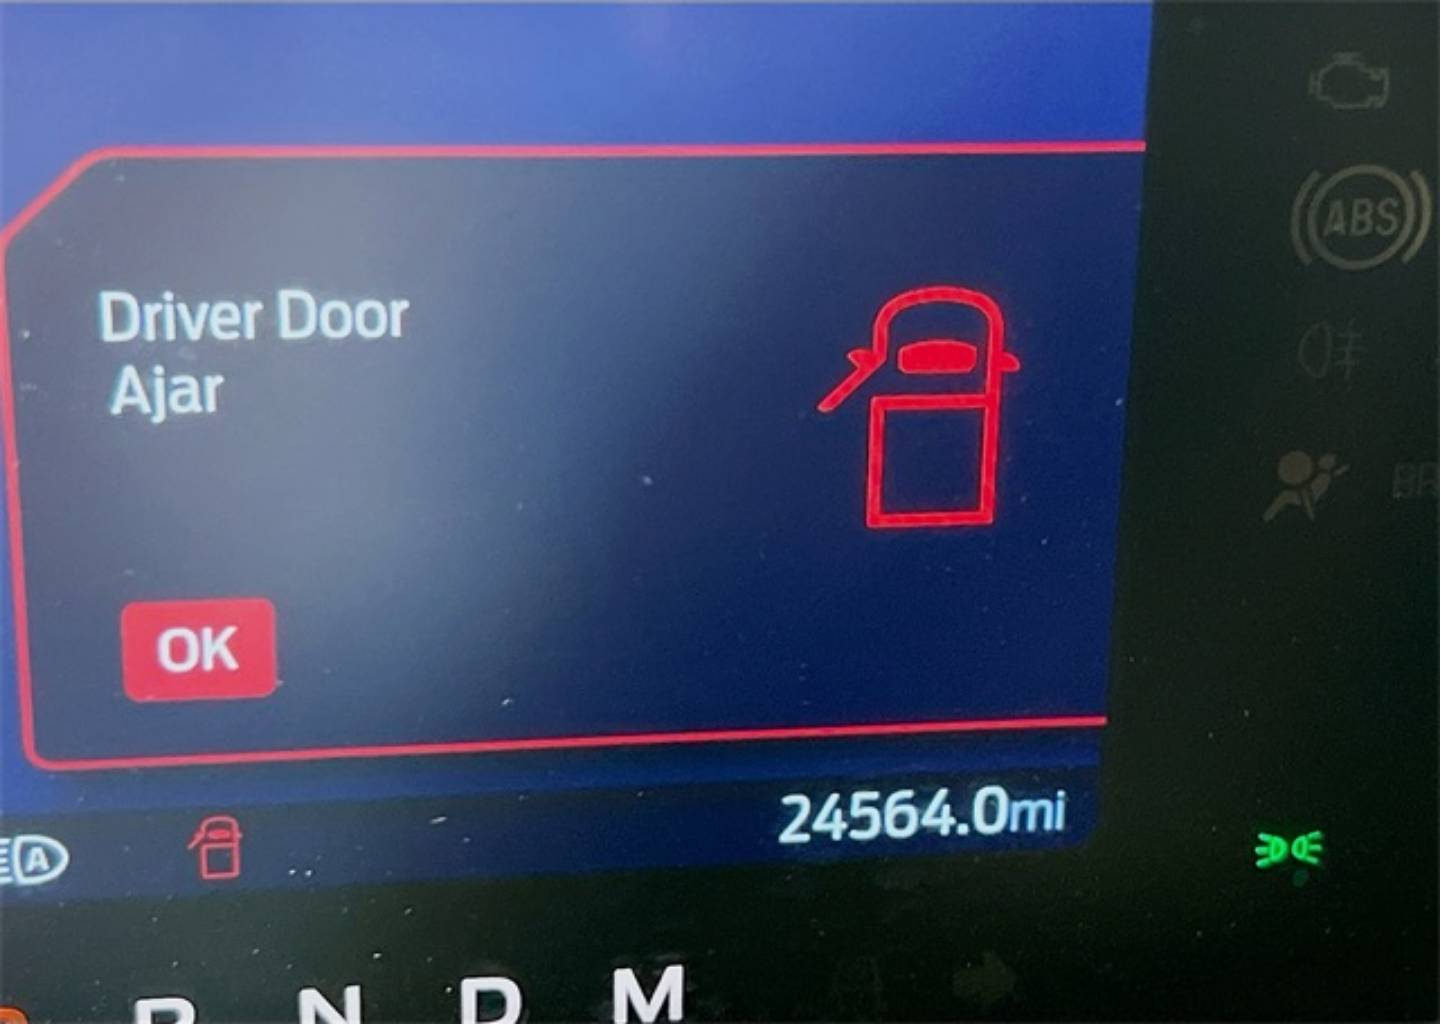 ABS
Driver Door
Ajar
OK
24564.0mi
A
R N D M